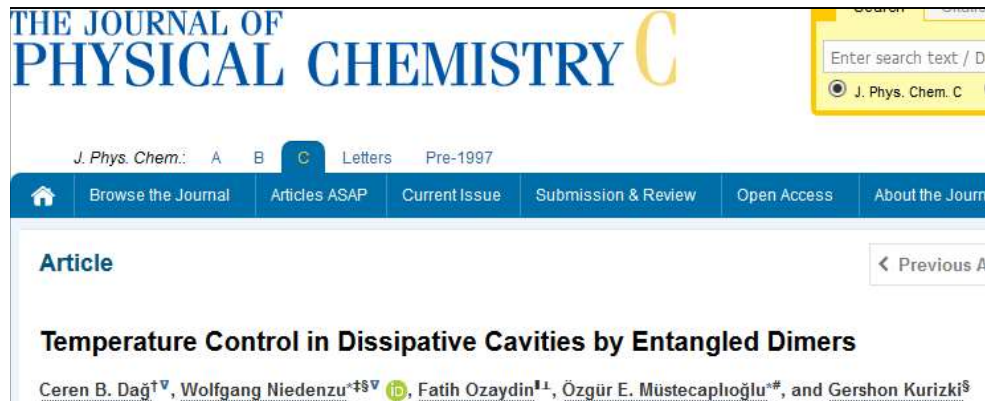 THE JOURNAL OF
PHYSICAL CHEMISTRY C
Search
Enter search text / D
J. Phys. Chem. C
J. Phys. Chem.: A B C Letters Pre-1997
Browse the Journal Articles ASAP Current Issue Submission & Review Open Access About the Journ
Article
< Previous A
Temperature Control in Dissipative Cavities by Entangled Dimers
Ceren B. Dağ†∇, Wolfgang Niedenzu*‡§∇ iD, Fatih Ozaydin∥⊥, Özgür E. Müstecaplıoğlu*#, and Gershon Kurizki§